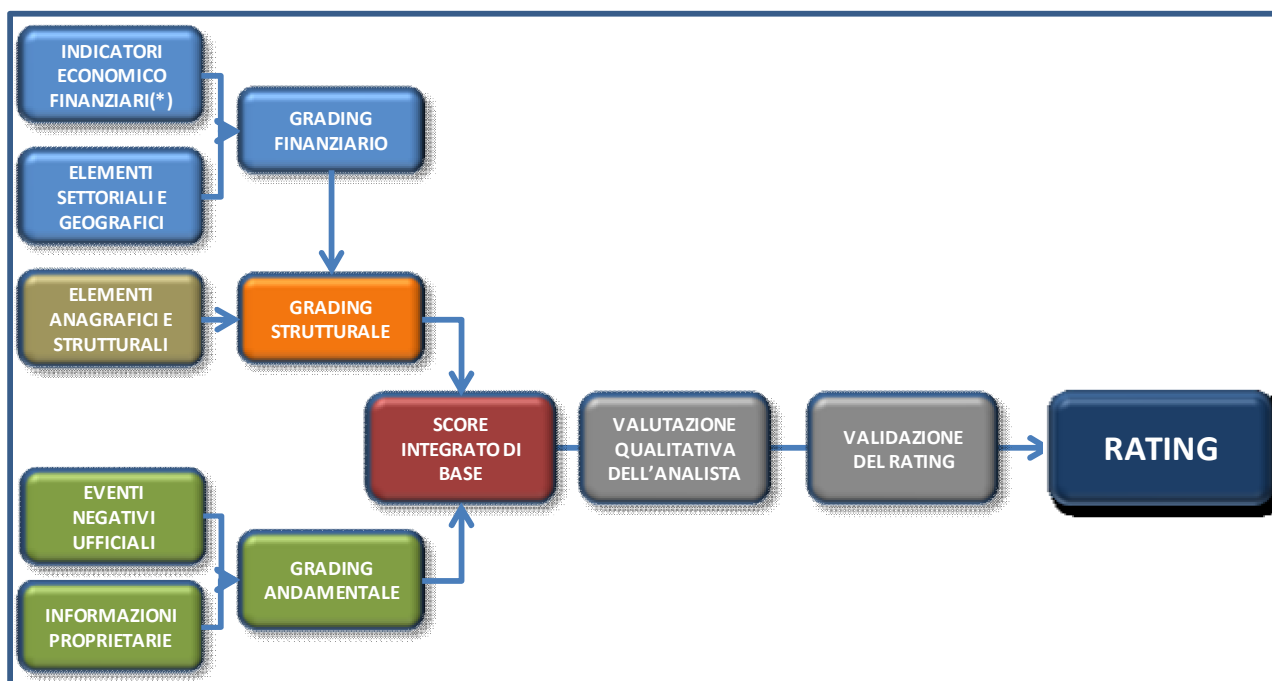 INDICATORI
ECONOMICO
FINANZIARI(*)
GRADING
FINANZIARIO
ELEMENTI
SETTORIALI E
GEOGRAFICI
ELEMENTI
ANAGRAFICI E
STRUTTURALI
GRADING
STRUTTURALE
SCORE
INTEGRATO DI
BASE
VALUTAZIONE
QUALITATIVA
DELL’ANALISTA
VALIDAZIONE
DEL RATING
RATING
EVENTI
NEGATIVI
UFFICIALI
GRADING
ANDAMENTALE
INFORMAZIONI
PROPRIETARIE